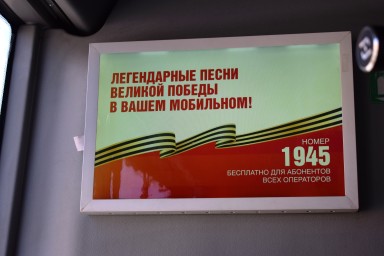 ЛЕГЕНДАРНЫЕ ПЕСНИ
ВЕЛИКОЙ ПОБЕДЫ
В ВАШЕМ МОБИЛЬНОМ!
НОМЕР
1945
БЕСПЛАТНО ДЛЯ АБОНЕНТОВ
ВСЕХ ОПЕРАТОРОВ